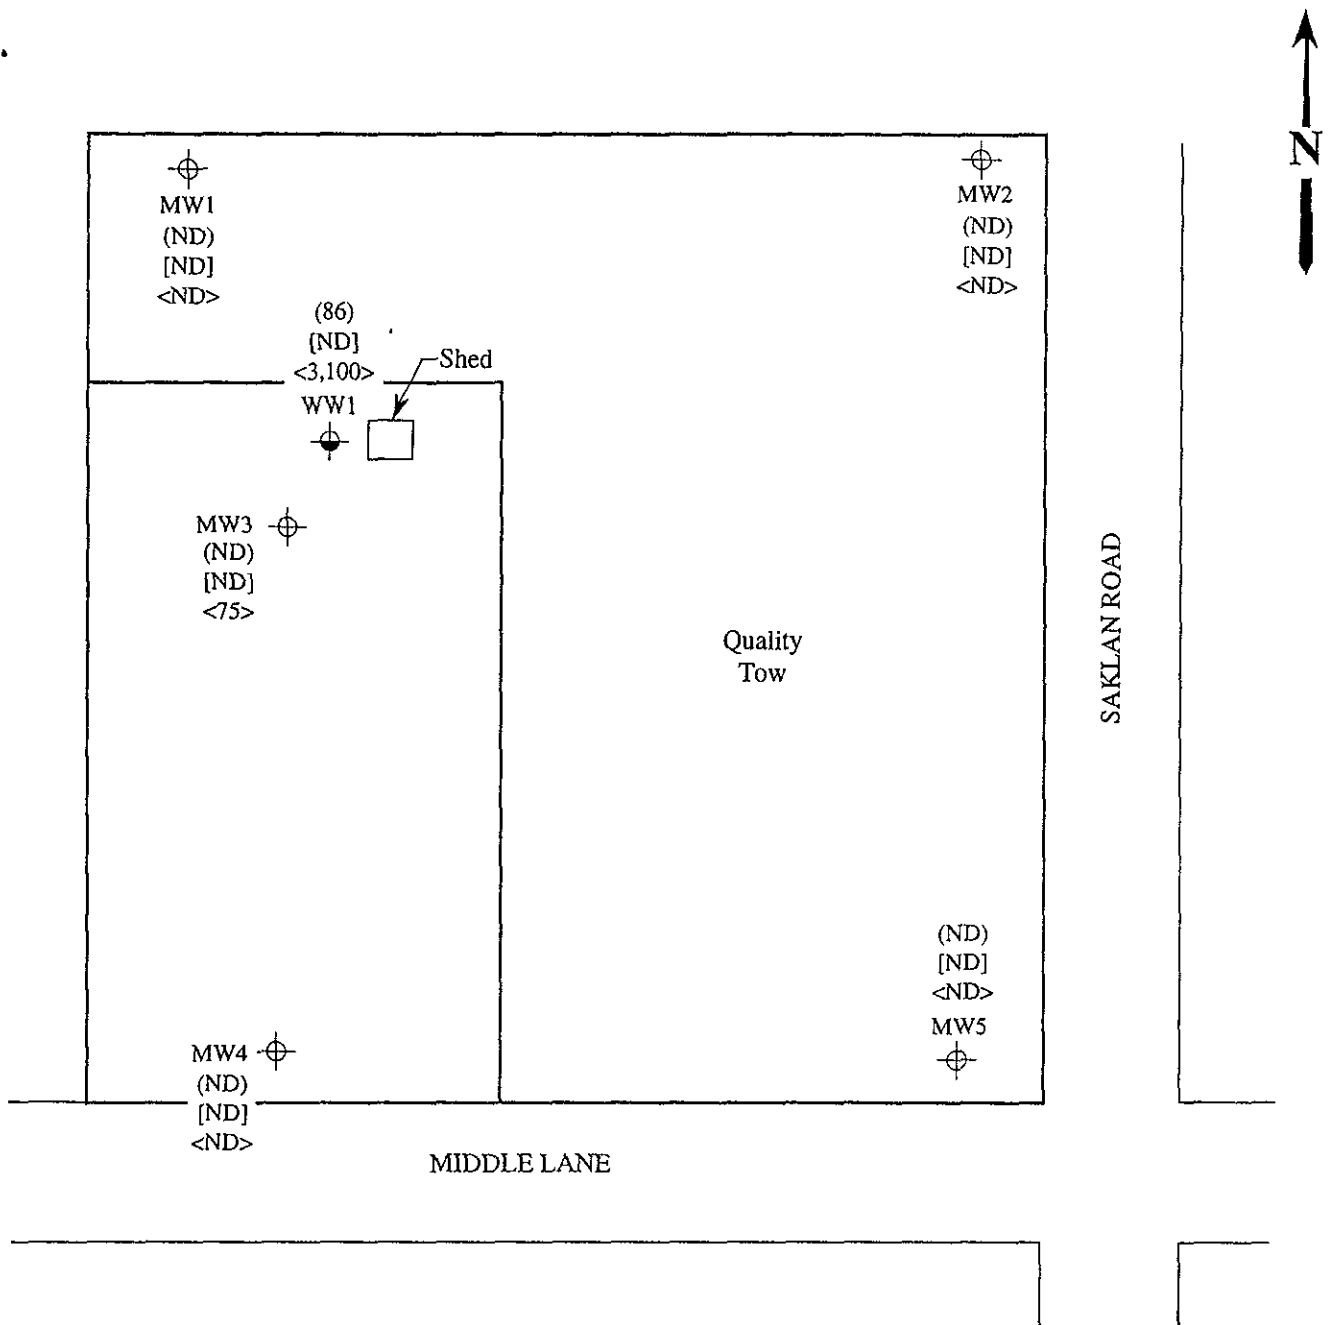 N
MW1
(ND)
[ND]
<ND>
MW2
(ND)
[ND]
<ND>
(86)
[ND]
<3,100>
WW1
Shed
MW3
(ND)
[ND]
<75>
Quality
Tow
SAKLAN ROAD
(ND)
[ND]
<ND>
MW5
MW4
(ND)
[ND]
<ND>
MIDDLE LANE